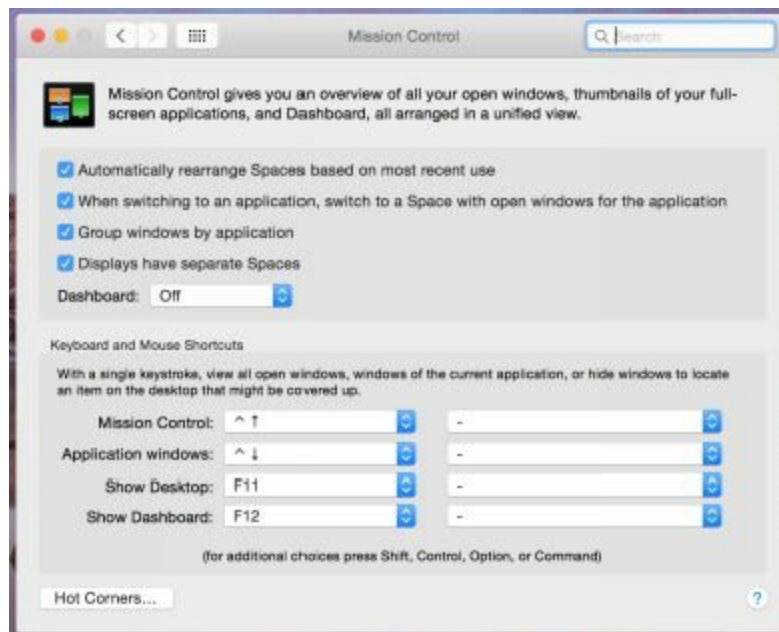 Mission Control
Search
Mission Control gives you an overview of all your open windows, thumbnails of your full-
screen applications, and Dashboard, all arranged in a unified view.
Automatically rearrange Spaces based on most recent use
When switching to an application, switch to a Space with open windows for the application
Group windows by application
Displays have separate Spaces
Dashboard: Off
Keyboard and Mouse Shortcuts
With a single keystroke, view all open windows, windows of the current application, or hide windows to locate
an item on the desktop that might be covered up.
Mission Control: ^ ↑ -
Application windows: ^ ↓ -
Show Desktop: F11 -
Show Dashboard: F12 -
(for additional choices press Shift, Control, Option, or Command)
Hot Corners... ?